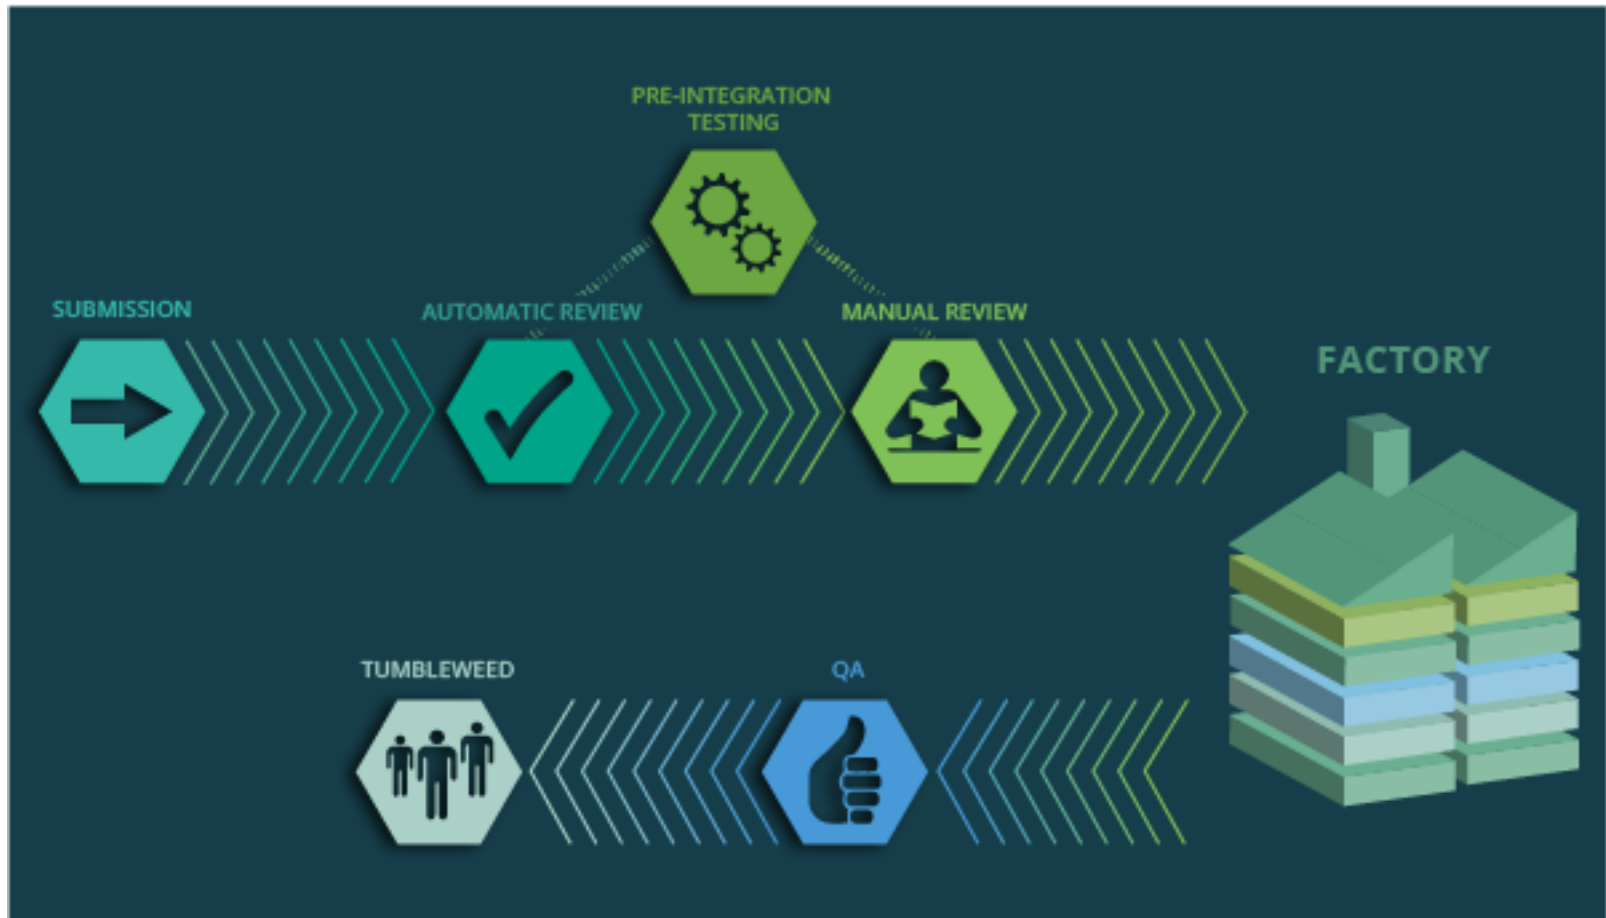 PRE-INTEGRATION
TESTING
SUBMISSION
AUTOMATIC REVIEW
MANUAL REVIEW
FACTORY
TUMBLEWEED
QA